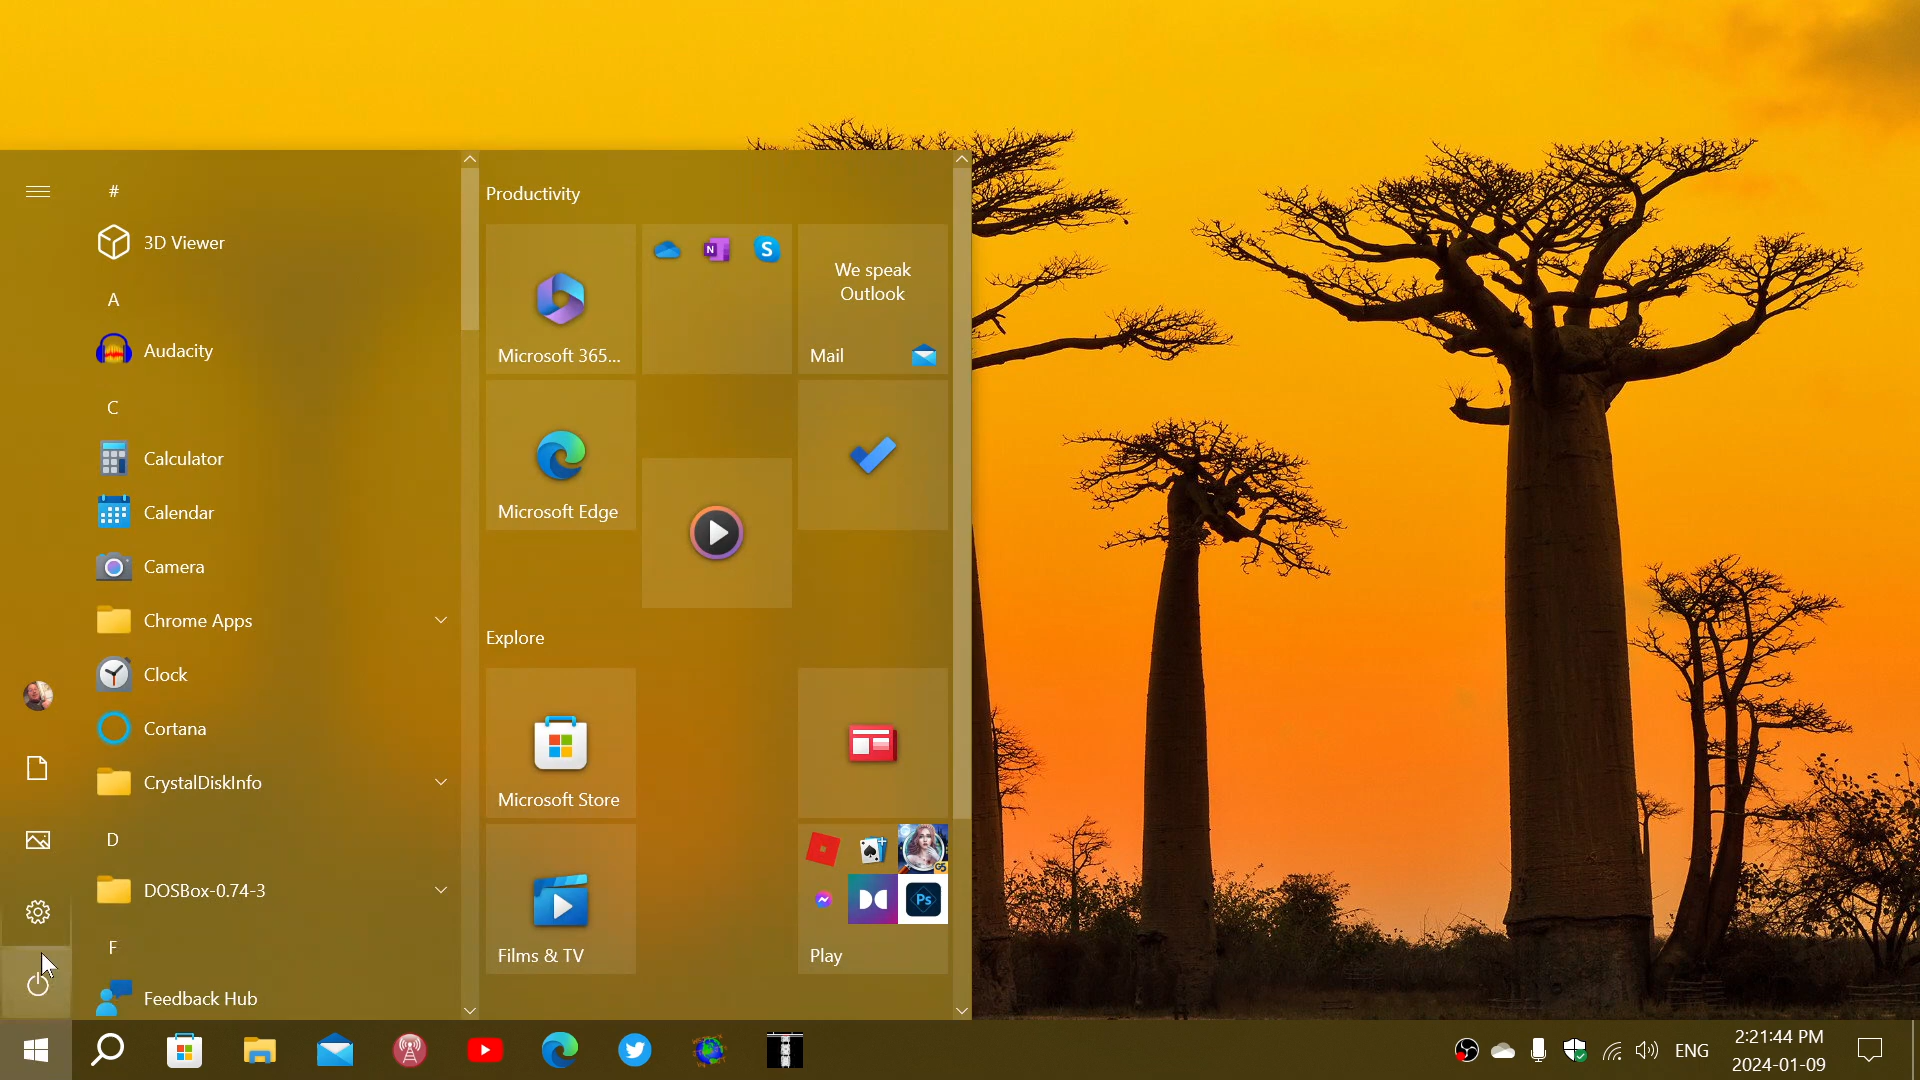 #
3D Viewer
A
Audacity
C
Calculator
Calendar
Camera
Chrome Apps
Clock
Cortana
CrystalDiskInfo
D
DOSBox-0.74-3
F
Feedback Hub
Productivity
Microsoft 365...
N
S
We speak
Outlook
Mail
Microsoft Edge
Explore
Microsoft Store
Films & TV
Ps
Play
ENG
2:21:44 PM
2024-01-09